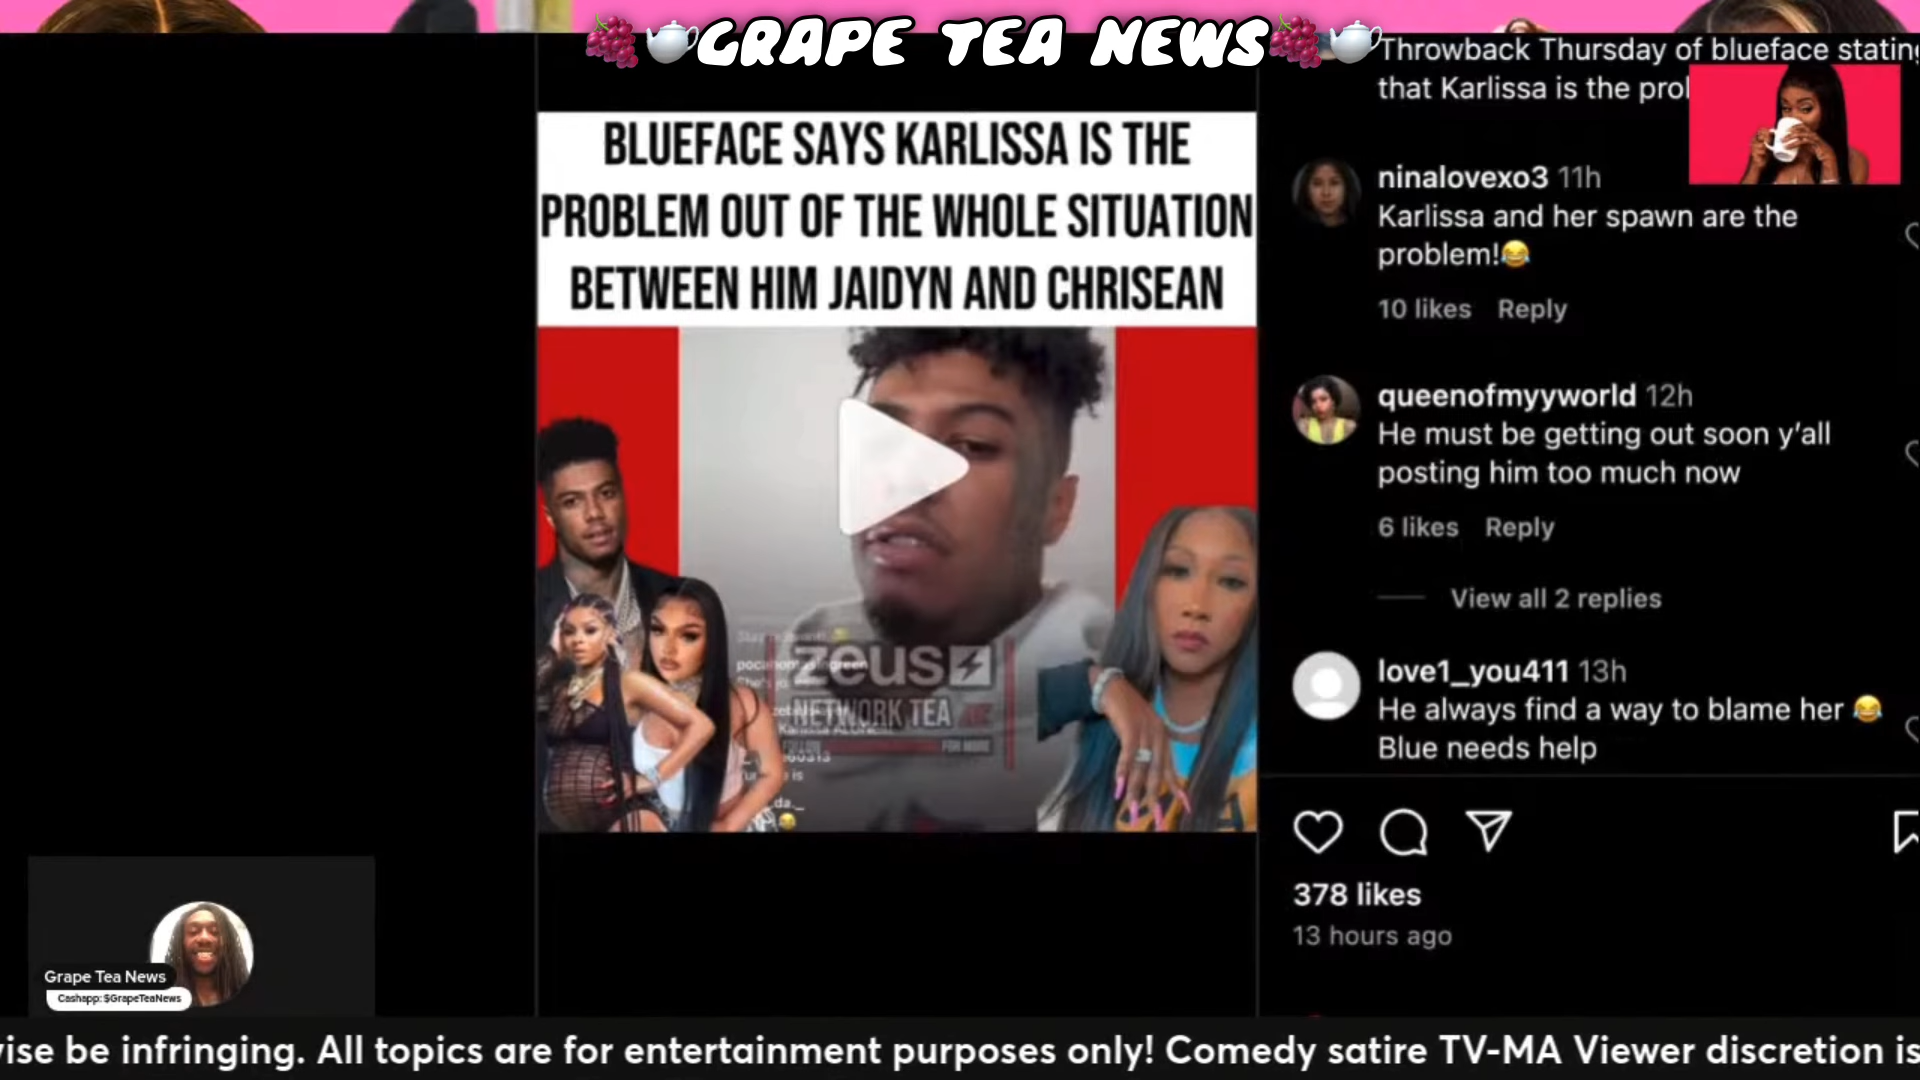 GRAPE TEA NEWS
BLUEFACE SAYS KARLISSA IS THE
PROBLEM OUT OF THE WHOLE SITUATION
BETWEEN HIM JAIDYN AND CHRISEAN
zeus
NETWORK TEA
FOLLOW
FOR MORE
Throwback Thursday of blueface stating
that Karlissa is the
ninalovexo3 11h
Karlissa and her spawn are the
problem!😂
10 likes Reply
queenofmyyworld 12h
He must be getting out soon y'all
posting him too much now
6 likes Reply
View all 2 replies
love1_you411 13h
He always find a way to blame her 😂
Blue needs help
378 likes
13 hours ago
Grape Tea News
Cashapp: $GrapeTeaNews
be infringing. All topics are for entertainment purposes only! Comedy satire TV-MA Viewer discretion is